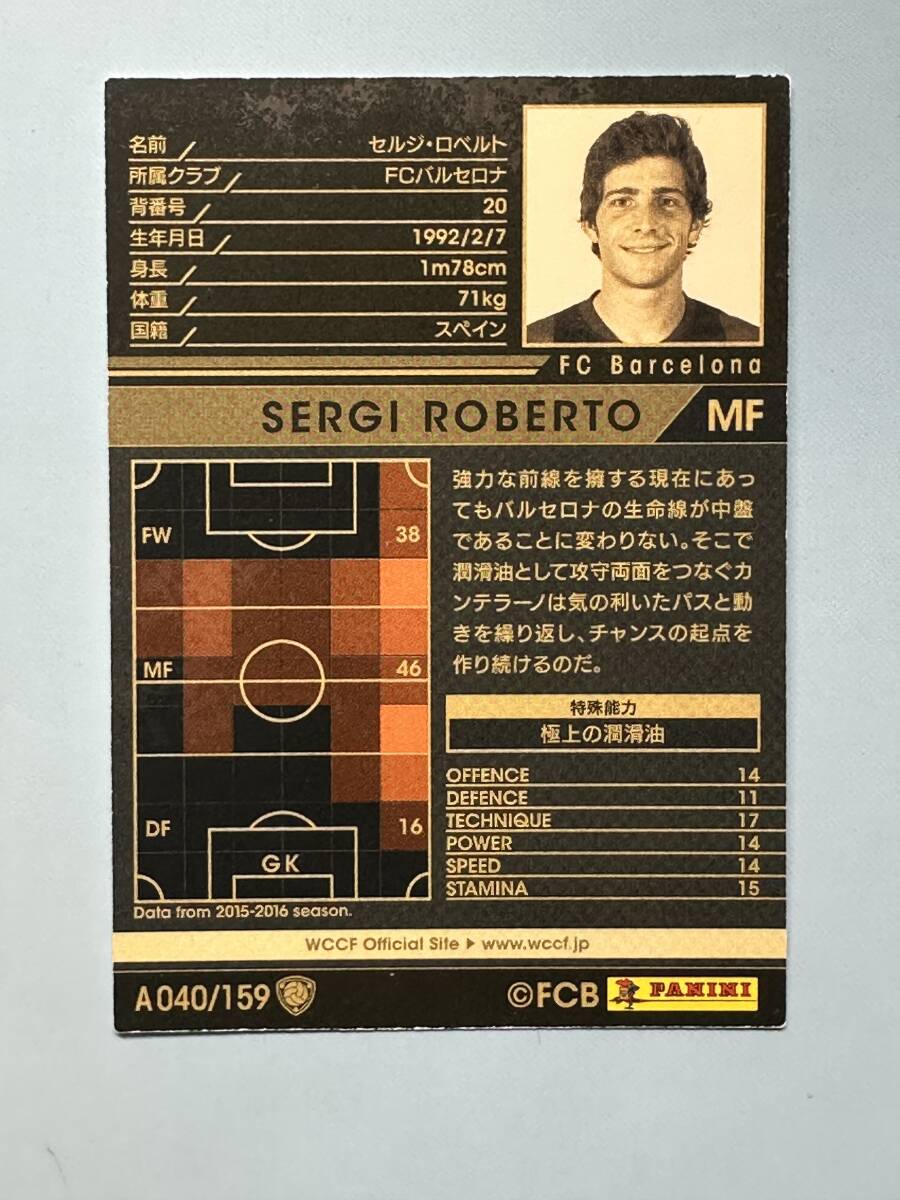 名前 セルジ・ロベルト
所属クラブ FCバルセロナ
背番号 20
生年月日 1992/2/7
身長 1m78cm
体重 71kg
国籍 スペイン
FC Barcelona
SERGI ROBERTO MF
FW 38
MF 46
DF 16
GK
Data from 2015-2016 season.
強力な前線を擁する現在にあっ
てもバルセロナの生命線が中盤
であることに変わりない。そこで
潤滑油として攻守両面をつなぐカ
ンテラーノは気の利いたパスと動
きを繰り返し、チャンスの起点を
作り続けるのだ。
特殊能力
極上の潤滑油
OFFENCE 14
DEFENCE 11
TECHNIQUE 17
POWER 14
SPEED 14
STAMINA 15
WCCF Official Site ▶ www.wccf.jp
A040/159
©FCB PANINI